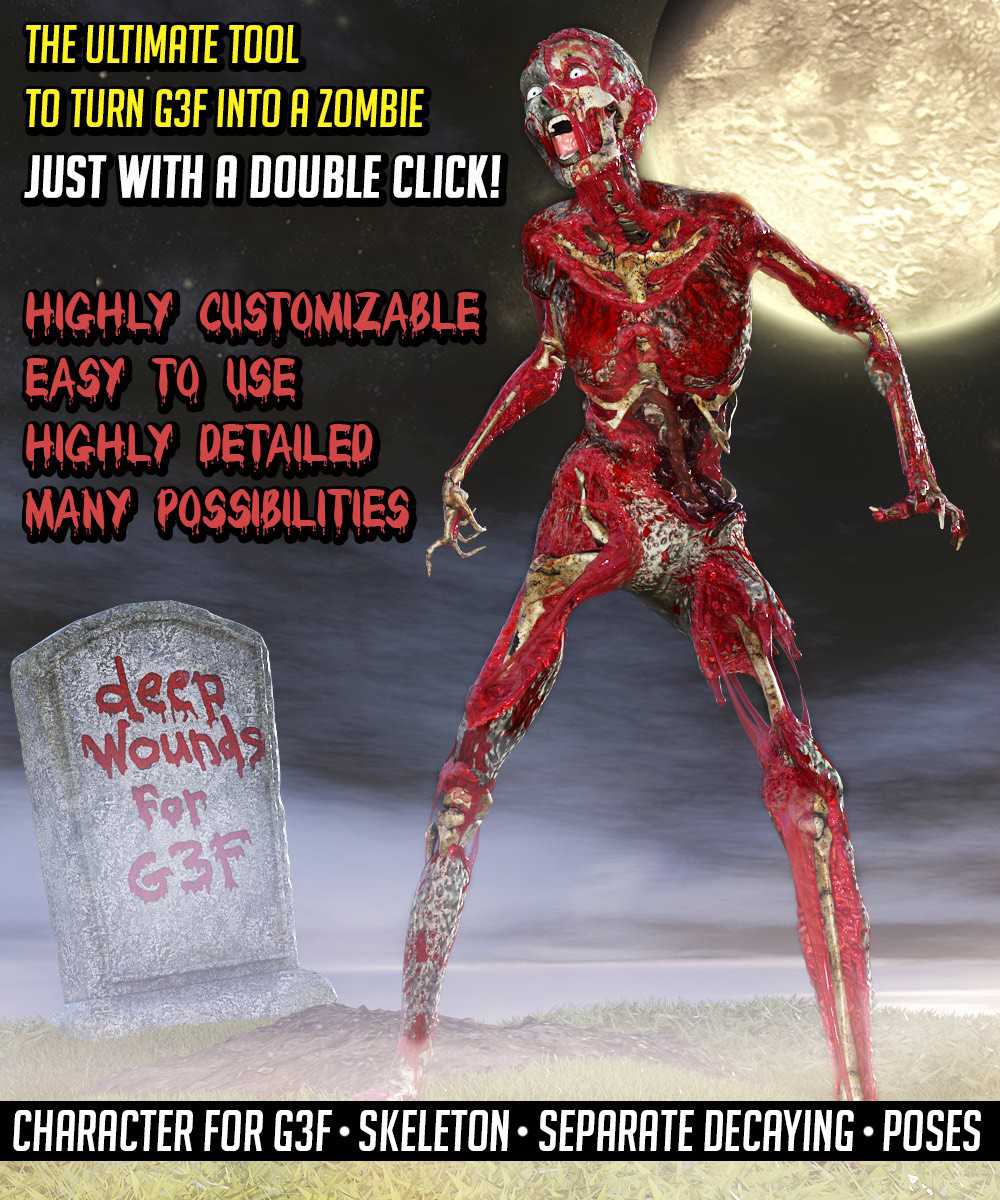 THE ULTIMATE TOOL
TO TURN G3F INTO A ZOMBIE
JUST WITH A DOUBLE CLICK!
HIGHLY CUSTOMIZABLE
EASY TO USE
HIGHLY DETAILED
MANY POSSIBILITIES
deep
Wounds
For
G3F
CHARACTER FOR G3F • SKELETON • SEPARATE DECAYING • POSES